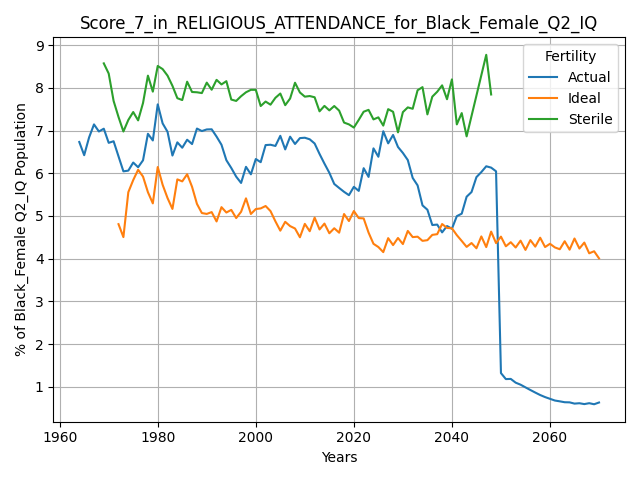 Score_7_in_RELIGIOUS_ATTENDANCE_for_Black_Female_Q2_IQ
% of Black_Female Q2_IQ Population
9
8
7
6
5
4
3
2
1
Fertility
Actual
Ideal
Sterile
1960 1980 2000 2020 2040 2060
Years